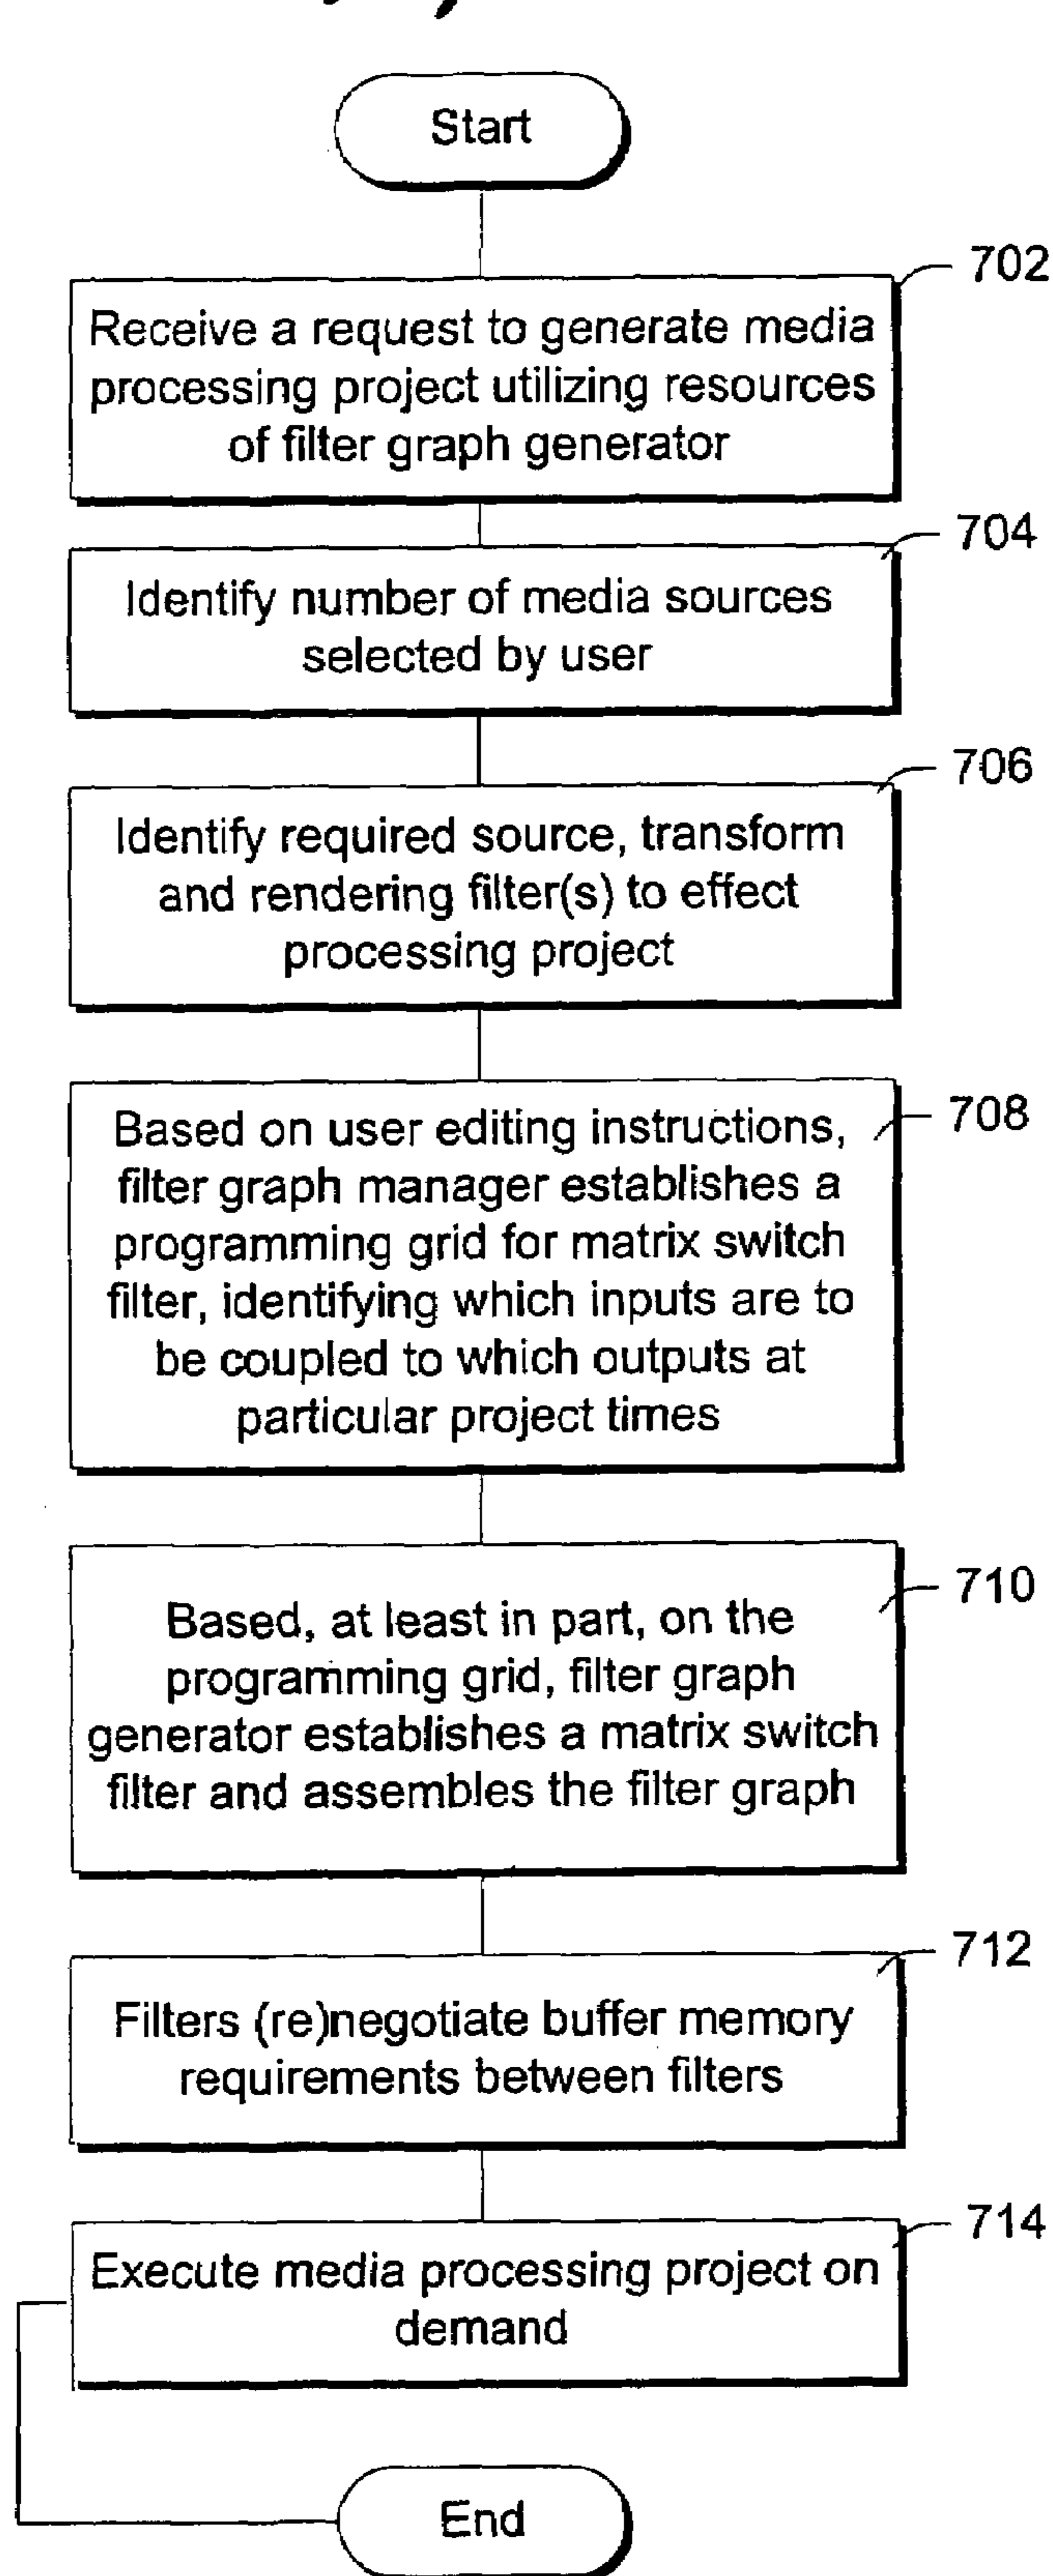 Start
702
Receive a request to generate media
processing project utilizing resources
of filter graph generator
704
Identify number of media sources
selected by user
706
Identify required source, transform
and rendering filter(s) to effect
processing project
708
Based on user editing instructions,
filter graph manager establishes a
programming grid for matrix switch
filter, identifying which inputs are to
be coupled to which outputs at
particular project times
710
Based, at least in part, on the
programming grid, filter graph
generator establishes a matrix switch
filter and assembles the filter graph
712
Filters (re)negotiate buffer memory
requirements between filters
714
Execute media processing project on
demand
End